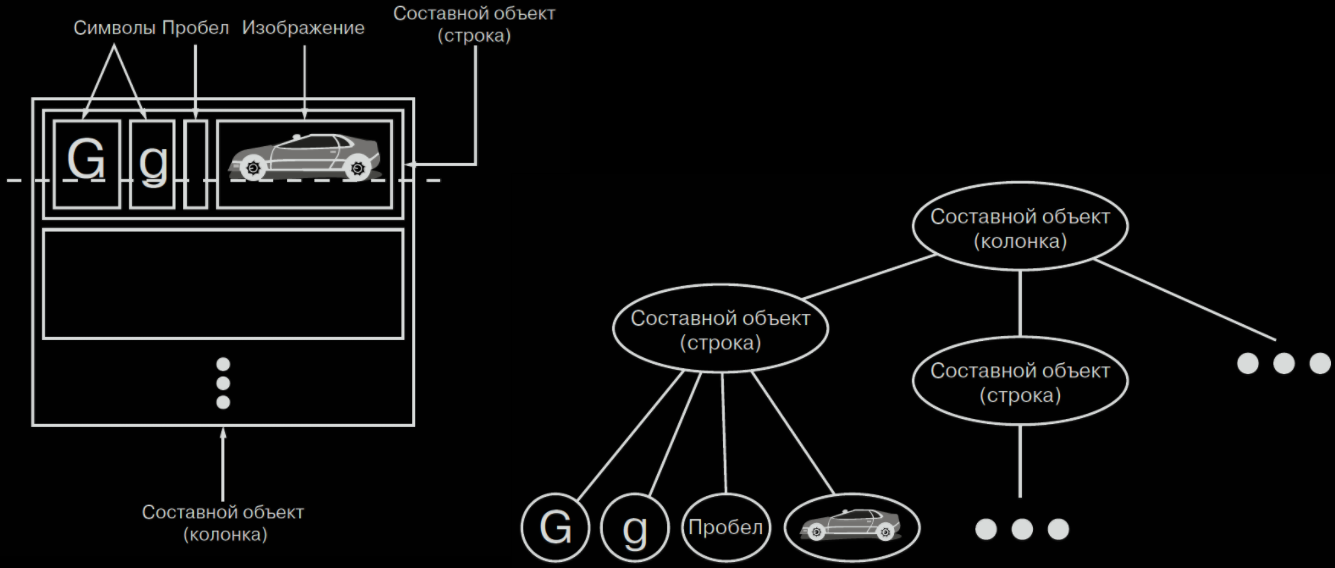 Символы Пробел Изображение
Составной объект
(строка)
G g
Составной объект
(колонка)
Составной объект
(колонка)
Составной объект
(строка)
Составной объект
(строка)
G g Пробел